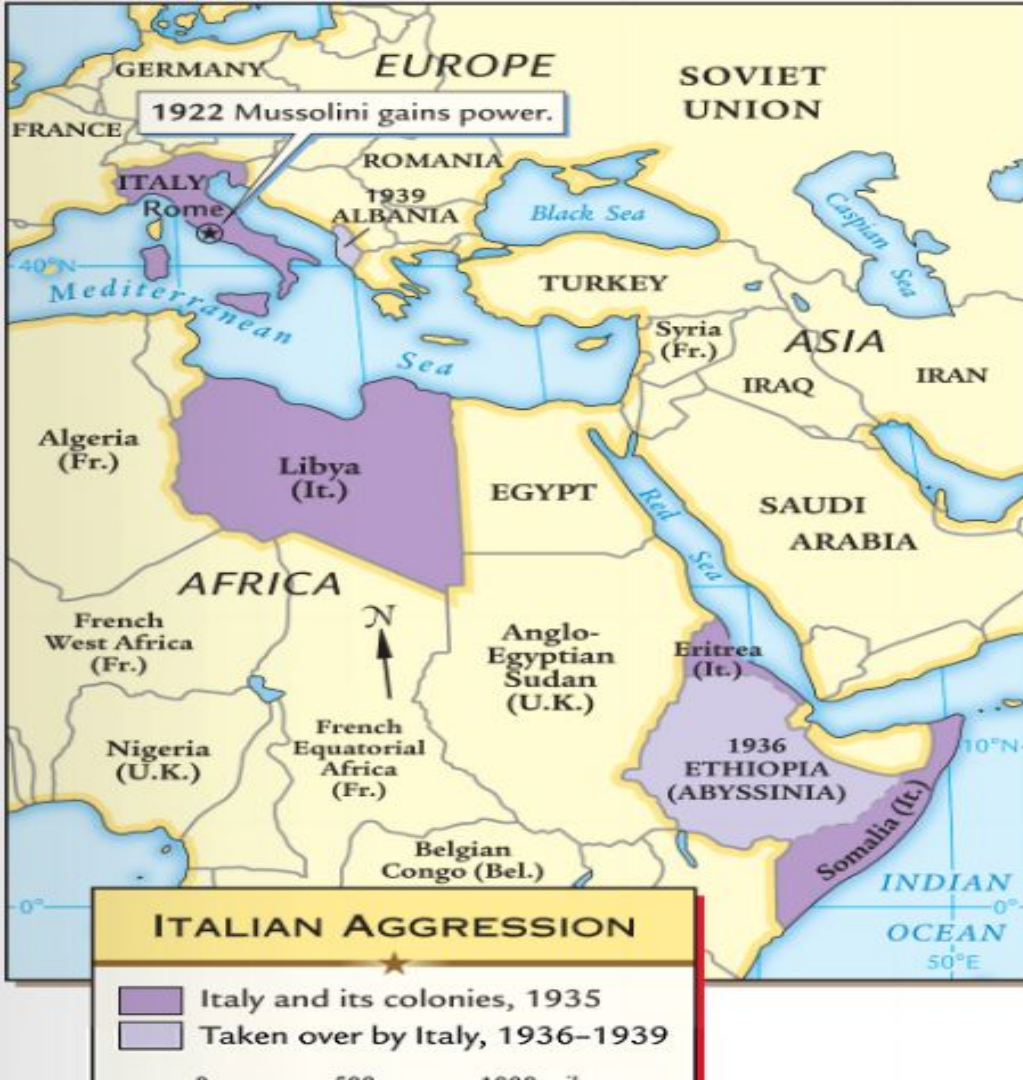 GERMANY
EUROPE
SOVIET
UNION
1922 Mussolini gains power.
FRANCE
ROMANIA
ITALY
1939
ALBANIA
Rome
Black Sea
Caspian
Sea
40°N
Mediterranean
Sea
TURKEY
Syria
(Fr.)
ASIA
IRAQ
IRAN
Algeria
(Fr.)
Libya
(It.)
EGYPT
Red
Sea
SAUDI
ARABIA
AFRICA
N
French
West Africa
(Fr.)
Anglo-
Egyptian
Sudan
(U.K.)
Eritrea
(It.)
Nigeria
(U.K.)
French
Equatorial
Africa
(Fr.)
1936
ETHIOPIA
(ABYSSINIA)
10°N
Somalia (It.)
Belgian
Congo (Bel.)
INDIAN
OCEAN
0°
0°
50°E
ITALIAN AGGRESSION
Italy and its colonies, 1935
Taken over by Italy, 1936–1939